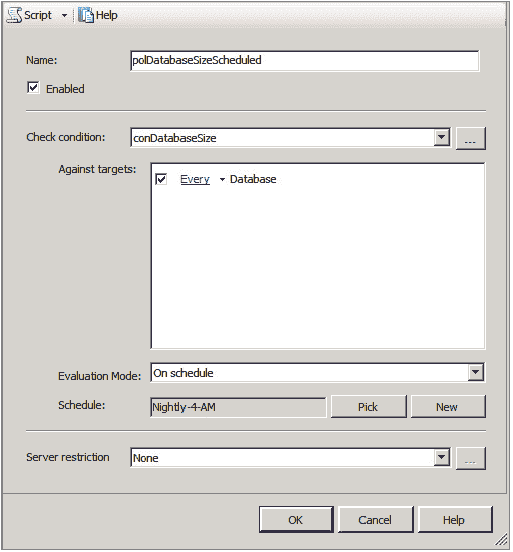 Script Help
Name: polDatabaseSizeScheduled
Enabled
Check condition: conDatabaseSize ...
Against targets: Every Database
Evaluation Mode: On schedule
Schedule: Nightly-4-AM Pick New
Server restriction None ...
OK Cancel Help